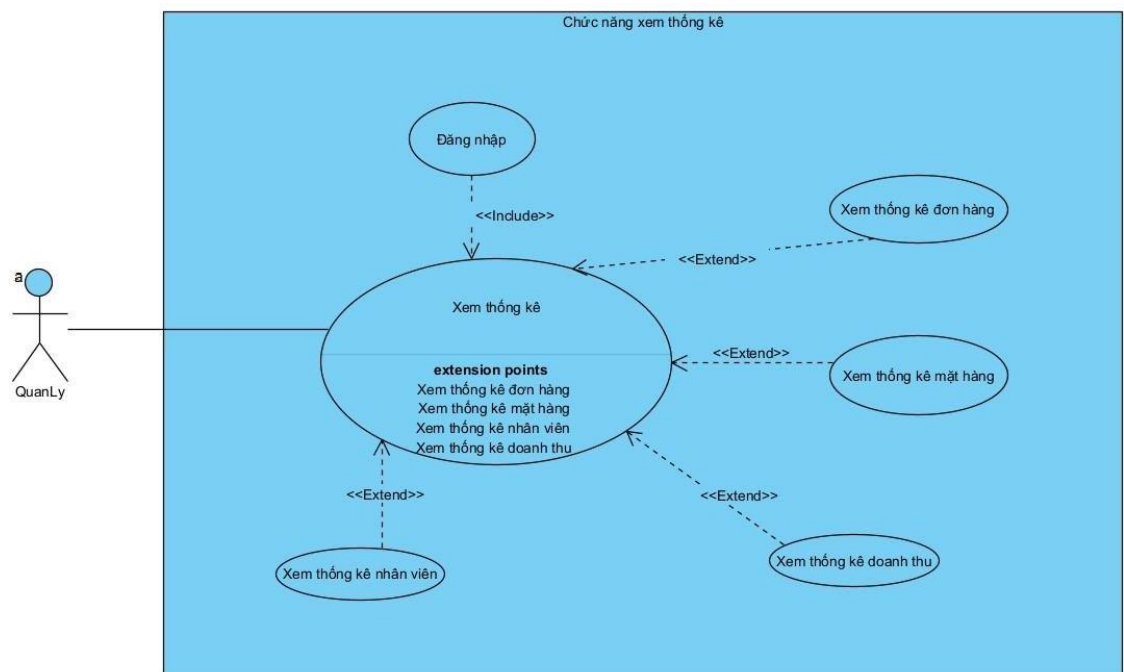 Chức năng xem thống kê
Đăng nhập
<<Include>>
Xem thống kê đơn hàng
<<Extend>>
a
QuanLy
Xem thống kê
extension points
Xem thống kê đơn hàng
Xem thống kê mặt hàng
Xem thống kê nhân viên
Xem thống kê doanh thu
<<Extend>>
Xem thống kê mặt hàng
<<Extend>>
<<Extend>>
Xem thống kê nhân viên
Xem thống kê doanh thu